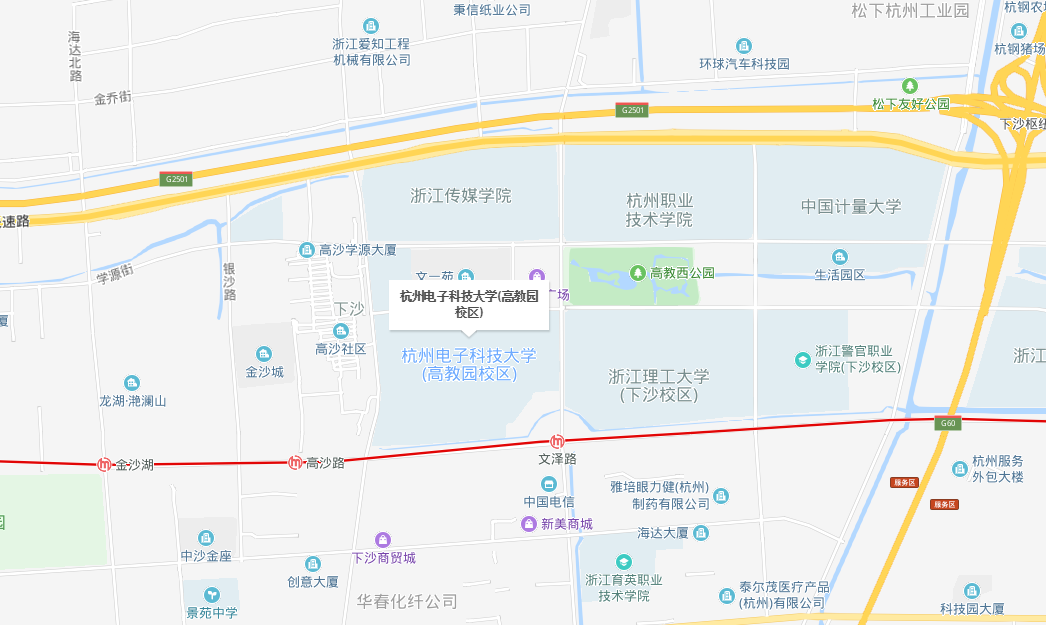 秉信纸业公司
松下杭州工业园
杭钢农场
海达北路
浙江爱知工程
机械有限公司
环球汽车科技园
杭钢猪场
金乔街
松下友好公园
G2501
下沙枢纽
G2501
浙江传媒学院
杭州职业
技术学院
中国计量大学
速路
高沙学源大厦
学源街
银沙路
文一苑
高教西公园
生活园区
广场
杭州电子科技大学(高教园
校区)
下沙
厦
高沙社区
杭州电子科技大学
(高教园校区)
浙江警官职业
学院(下沙校区)
浙江
金沙城
浙江理工大学
(下沙校区)
龙湖·滟澜山
G60
金沙湖
高沙路
文泽路
杭州服务
外包大楼
服务区
雅培眼力健(杭州)
制药有限公司
中国电信
服务区
园
新美商城
海达大厦
中沙金座
下沙商贸城
创意大厦
浙江育英职业
技术学院
泰尔茂医疗产品
(杭州)有限公司
景苑中学
华春化纤公司
科技园大厦